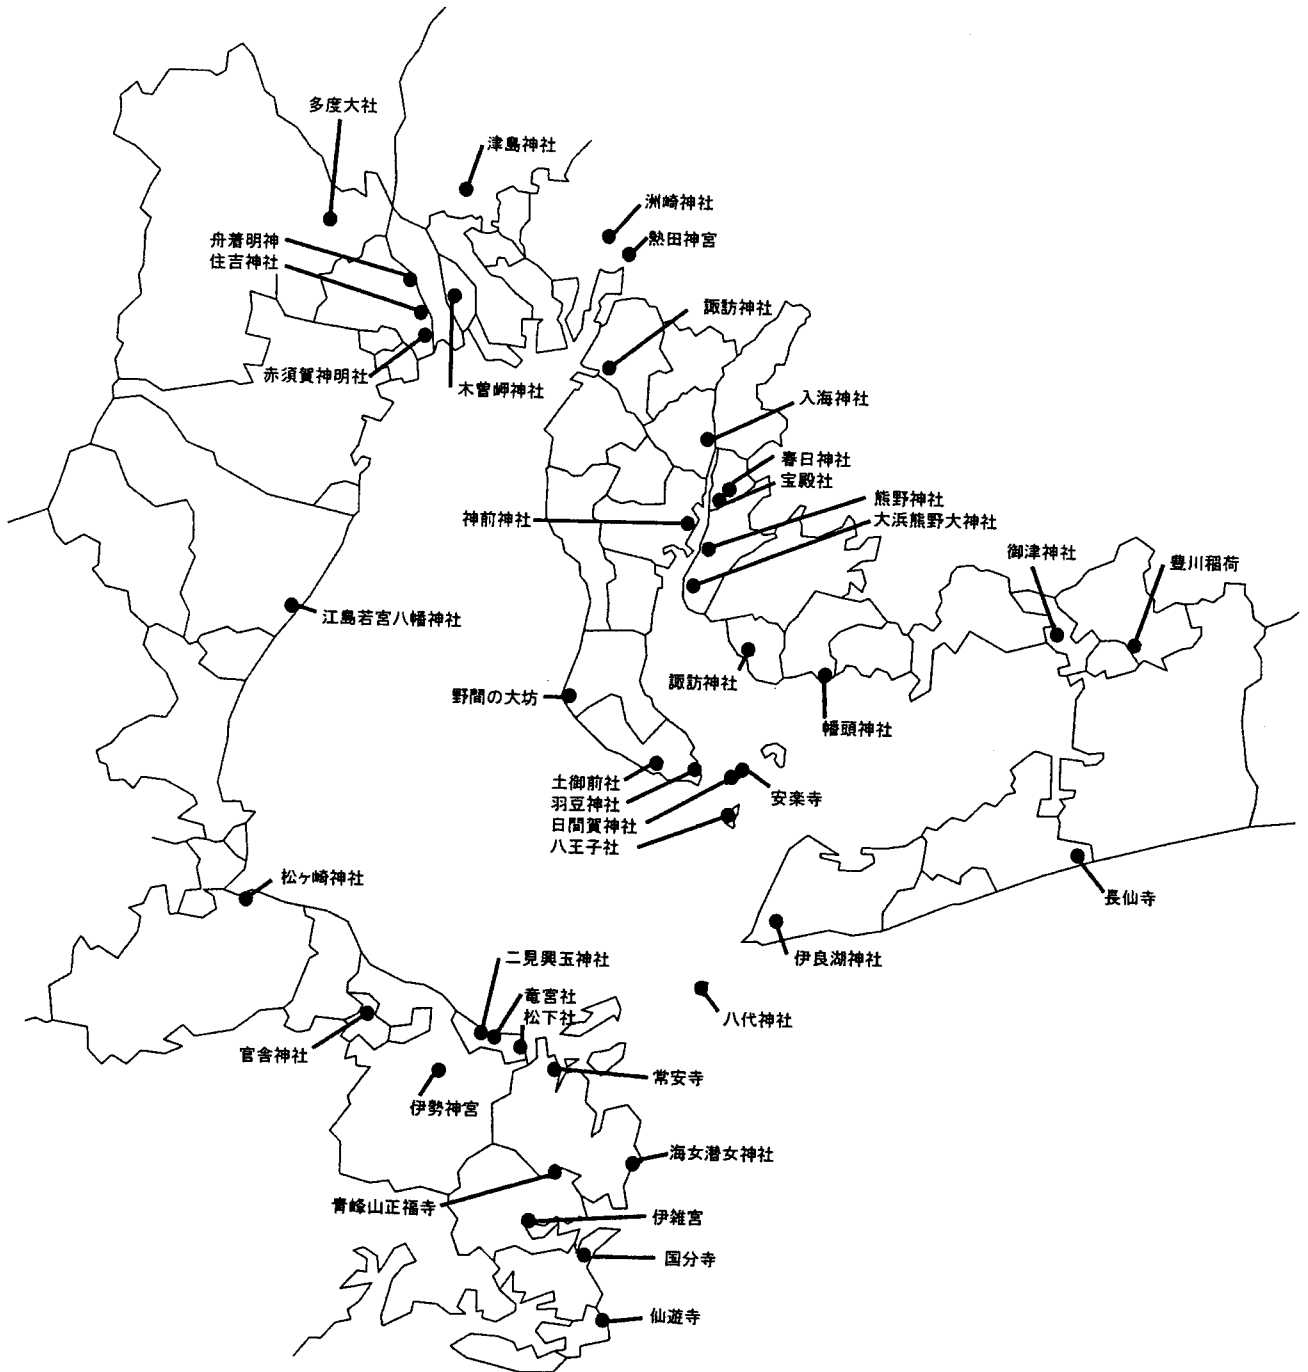 多度大社
津島神社
洲崎神社
熱田神宮
舟着明神
住吉神社
諏訪神社
赤須賀神明社
木曽岬神社
入海神社
春日神社
宝殿社
熊野神社
神前神社
大浜熊野大神社
御津神社
豊川稲荷
江島若宮八幡神社
諏訪神社
野間の大坊
幡頭神社
土御前社
羽豆神社
安楽寺
日間賀神社
八王子社
松ヶ崎神社
長仙寺
二見興玉神社
伊良湖神社
竜宮社
松下社
八代神社
官舎神社
常安寺
伊勢神宮
海女潜女神社
青峰山正福寺
伊雑宮
国分寺
仙遊寺